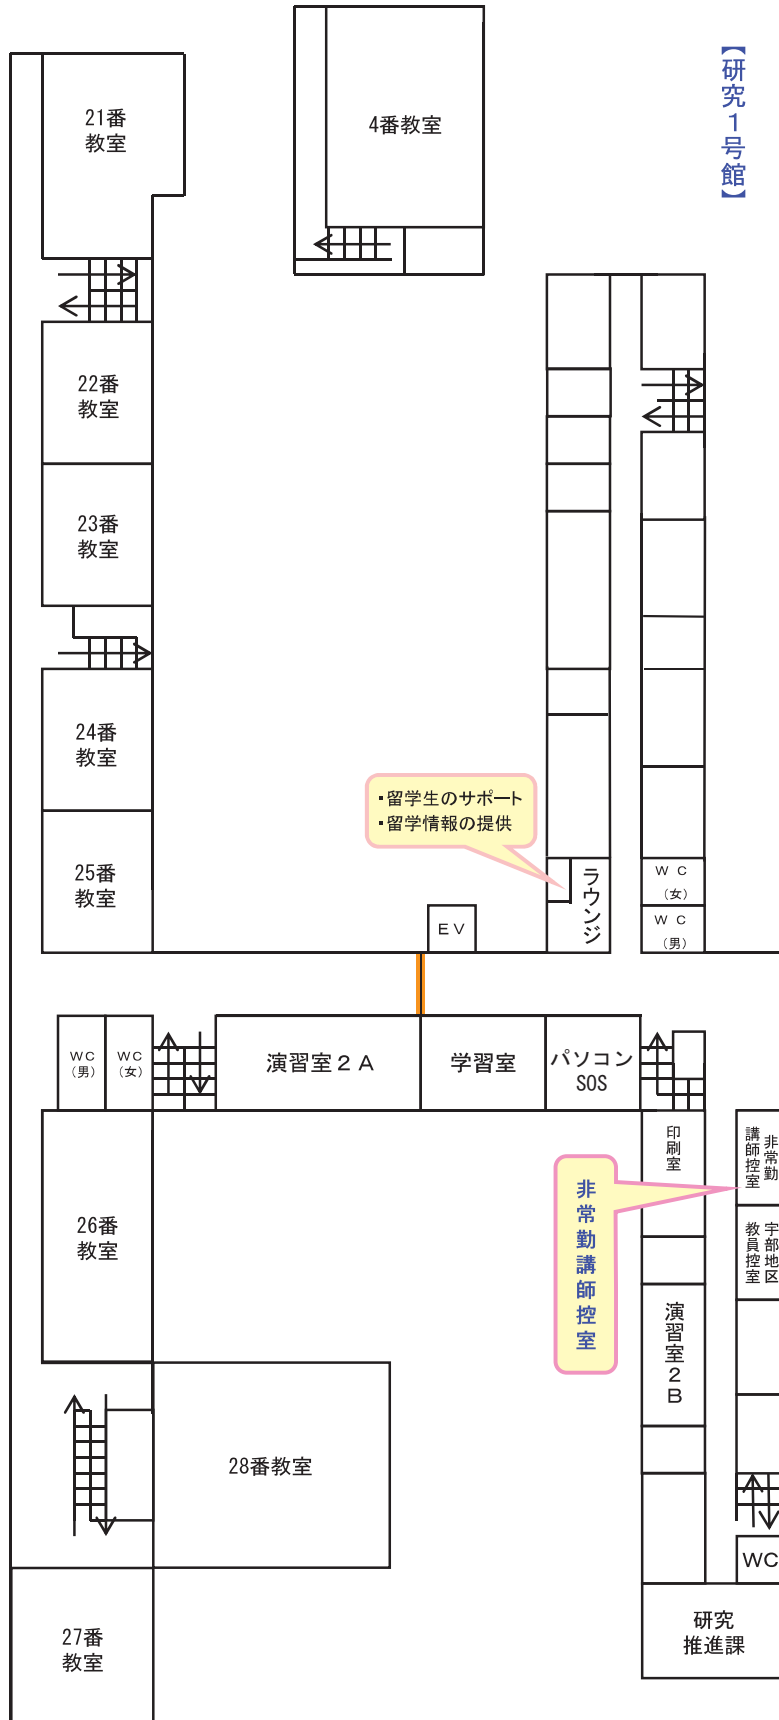 【研究1号館】
21番
教室
4番教室
22番
教室
23番
教室
24番
教室
・留学生のサポート
・留学情報の提供
25番
教室
EV
ラウンジ
WC
(女)
WC
(男)
WC
(男)
WC
(女)
演習室2A
学習室
パソコン
SOS
印刷室
非常勤
講師控室
非常勤講師控室
26番
教室
宇部地区
教員控室
演習室2B
28番教室
WC
27番
教室
研究
推進課